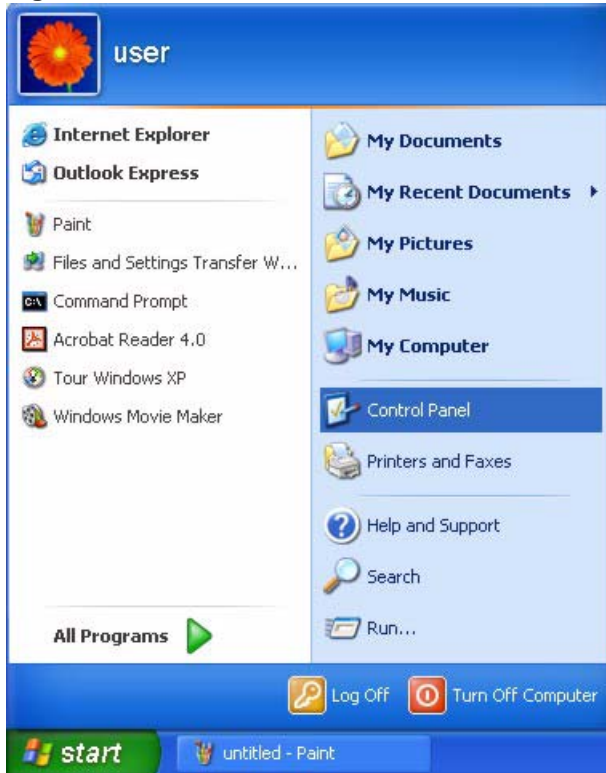 user
Internet Explorer
Outlook Express
Paint
Files and Settings Transfer W...
C:\
Command Prompt
Acrobat Reader 4.0
Tour Windows XP
Windows Movie Maker
All Programs
My Documents
My Recent Documents
My Pictures
My Music
My Computer
Control Panel
Printers and Faxes
Help and Support
Search
Run...
Log Off
Turn Off Computer
start
untitled - Paint